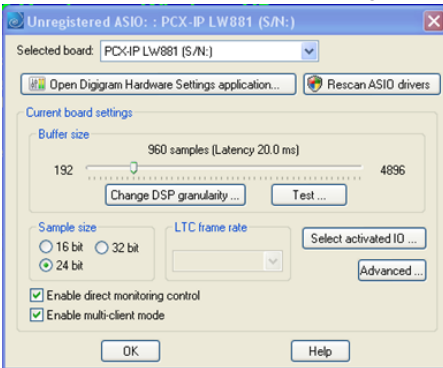 Unregistered ASIO: : PCX-IP LW881 (S/N:)
Selected board: PCX-IP LW881 (S/N:)
Open Digigram Hardware Settings application... Rescan ASIO drivers
Current board settings
Buffer size
960 samples (Latency 20.0 ms)
192 4896
Change DSP granularity ... Test ...
Sample size LTC frame rate
16 bit 32 bit Select activated IO ...
24 bit
Advanced ...
Enable direct monitoring control
Enable multi-client mode
OK Help